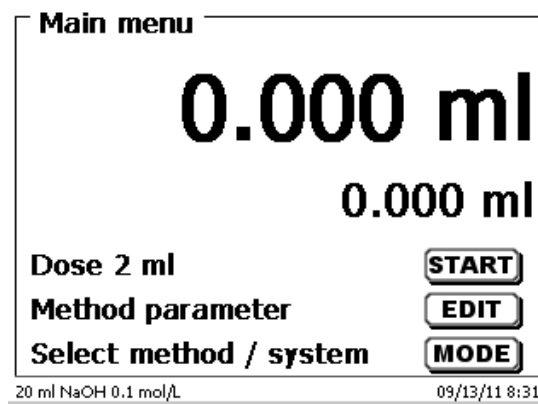 Main menu
0.000 ml
0.000 ml
Dose 2 ml START
Method parameter EDIT
Select method / system MODE
20 ml NaOH 0.1 mol/L 09/13/11 8:31